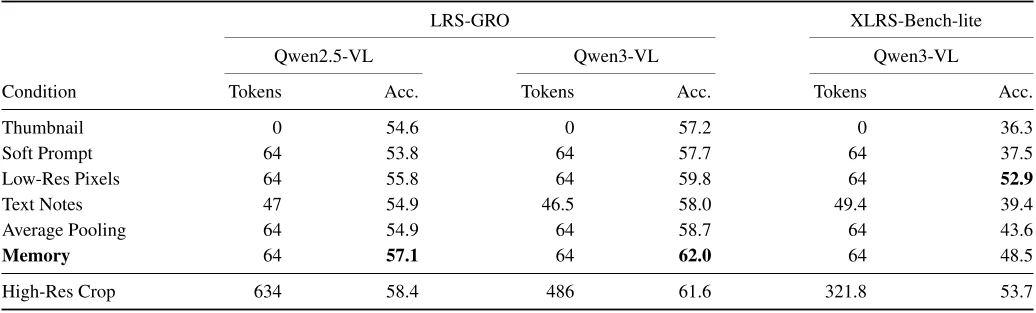 LRS-GRO XLRS-Bench-lite
Qwen2.5-VL Qwen3-VL Qwen3-VL
Condition Tokens Acc. Tokens Acc. Tokens Acc.
Thumbnail 0 54.6 0 57.2 0 36.3
Soft Prompt 64 53.8 64 57.7 64 37.5
Low-Res Pixels 64 55.8 64 59.8 64 52.9
Text Notes 47 54.9 46.5 58.0 49.4 39.4
Average Pooling 64 54.9 64 58.7 64 43.6
Memory 64 57.1 64 62.0 64 48.5
High-Res Crop 634 58.4 486 61.6 321.8 53.7